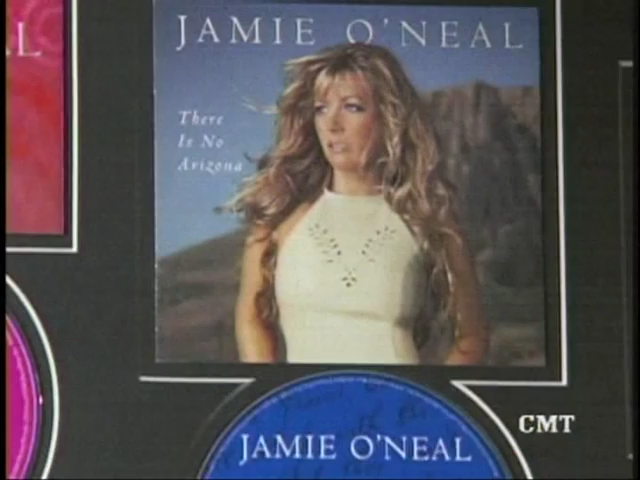 JAMIE O'NEAL
There
Is No
Arizona
L
JAMIE O'NEAL
CMT